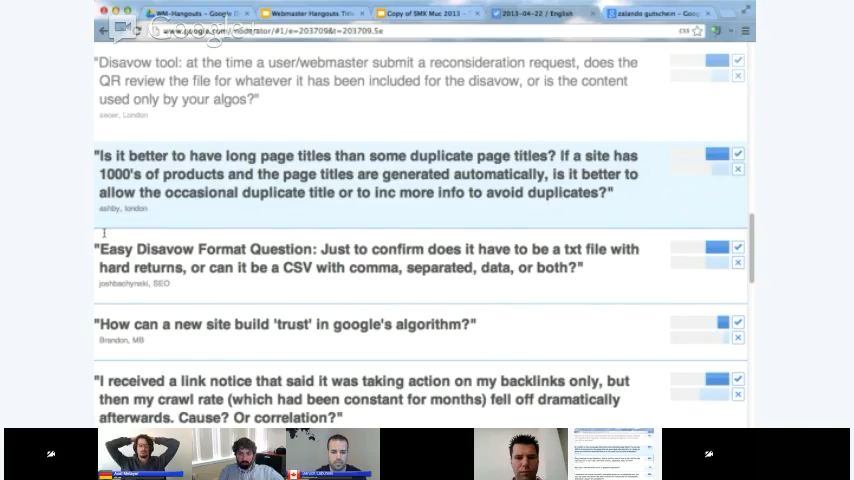 WM-Hangouts - Google D
Webmaster Hangouts Titl
Copy of SMX Muc 2013 -
2013-04-22 / English
zalando gutschein - Goog
Google
www.google.com/moderator/#1/e=203709&t=203709.5e
CSS
"Disavow tool: at the time a user/webmaster submit a reconsideration request, does the
QR review the file for whatever it has been included for the disavow, or is the content
used only by your algos?"
London
"Is it better to have long page titles than some duplicate page titles? If a site has
1000's of products and the page titles are generated automatically, is it better to
allow the occasional duplicate title or to inc more info to avoid duplicates?"
ashby, london
"Easy Disavow Format Question: Just to confirm does it have to be a txt file with
hard returns, or can it be a CSV with comma, separated, data, or both?"
joshbachynski, SEO
"How can a new site build 'trust' in google's algorithm?"
Brandon, MB
"I received a link notice that said it was taking action on my backlinks only, but
then my crawl rate (which had been constant for months) fell off dramatically
afterwards. Cause? Or correlation?"